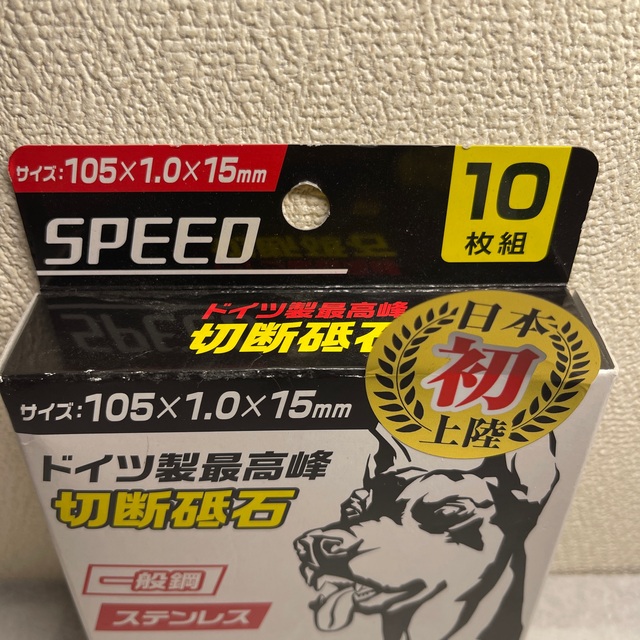 サイズ:105×1.0×15mm
10
枚組
SPEED
ドイツ製最高峰
切断砥石
日本
初
上陸
サイズ:105×1.0×15mm
ドイツ製最高峰
切断砥石
一般鋼
ステンレス